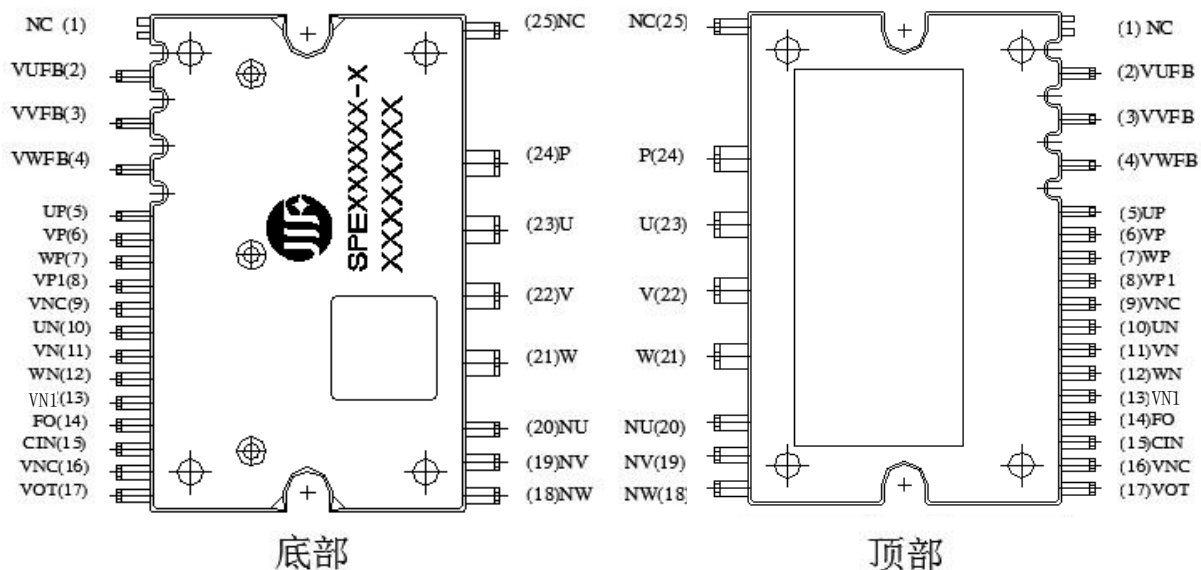 NC (1)
VUFB(2)
VVFB(3)
VWFB(4)
UP(5)
VP(6)
WP(7)
VP1(8)
VNC(9)
UN(10)
VN(11)
WN(12)
VN1(13)
FO(14)
CIN(15)
VNC(16)
VOT(17)
SPEXXXXX-X
XXXXXXXX
(25)NC
(24)P
(23)U
(22)V
(21)W
(20)NU
(19)NV
(18)NW
底部
NC(25)
P(24)
U(23)
V(22)
W(21)
NU(20)
NV(19)
NW(18)
(1) NC
(2)VUFB
(3)VVFB
(4)VWFB
(5)UP
(6)VP
(7)WP
(8)VP1
(9)VNC
(10)UN
(11)VN
(12)WN
(13)VN1
(14)FO
(15)CIN
(16)VNC
(17)VOT
顶部